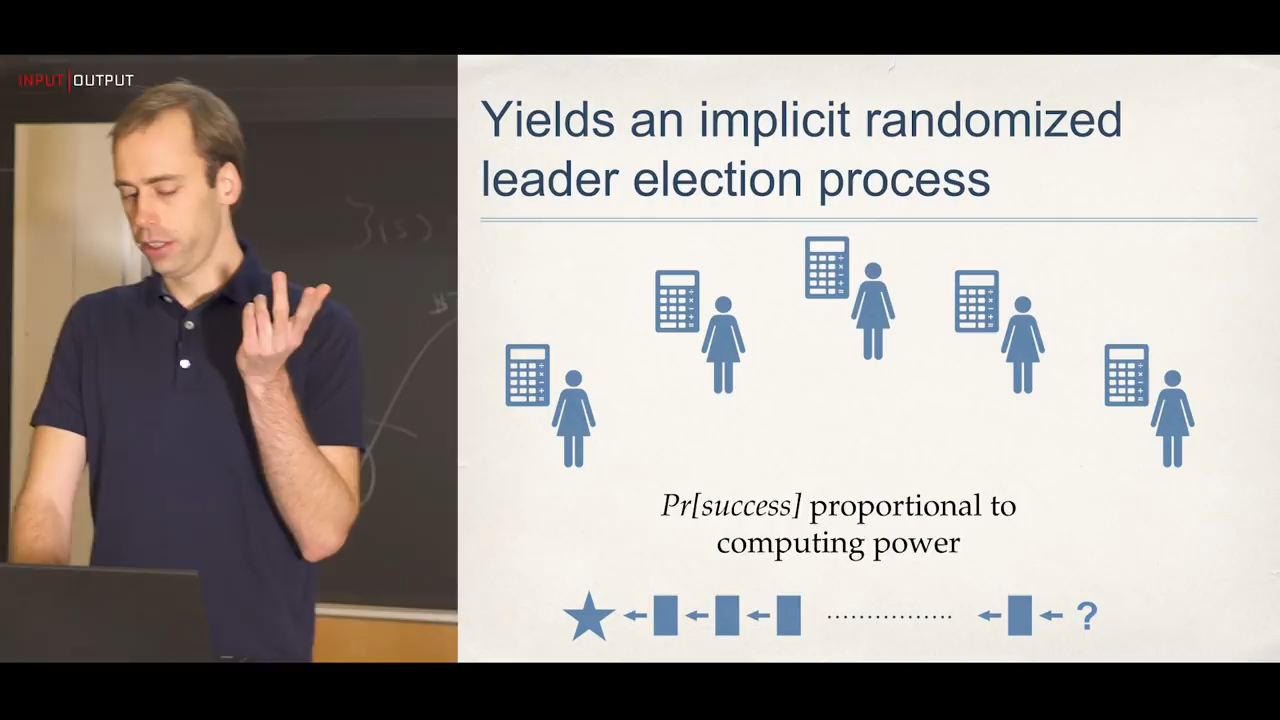 INPUT|OUTPUT
Yields an implicit randomized
leader election process
Pr[success] proportional to
computing power
?